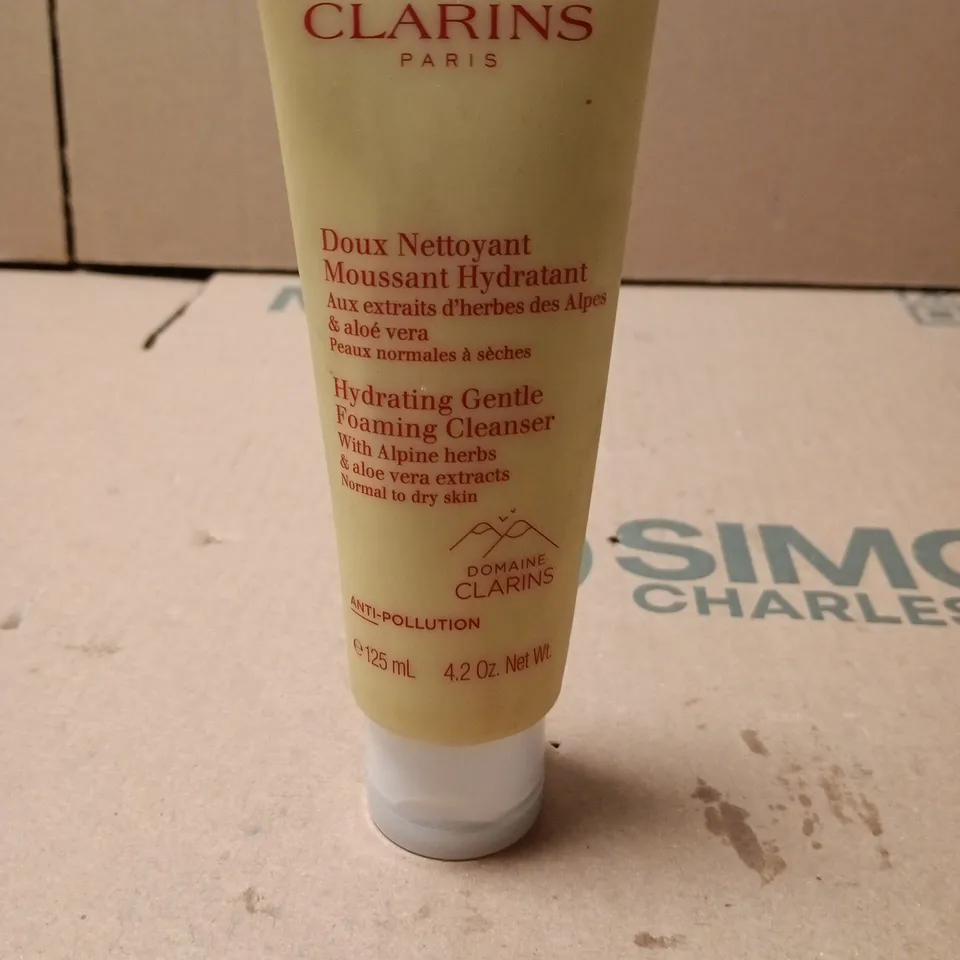 CLARINS
PARIS
Doux Nettoyant
Moussant Hydratant
Aux extraits d'herbes des Alpes
& aloé vera
Peaux normales à sèches
Hydrating Gentle
Foaming Cleanser
With Alpine herbs
& aloe vera extracts
Normal to dry skin
DOMAINE
CLARINS
ANTI-POLLUTION
℮125 mL 4.2 Oz. Net Wt.
SIMO
CHARLES